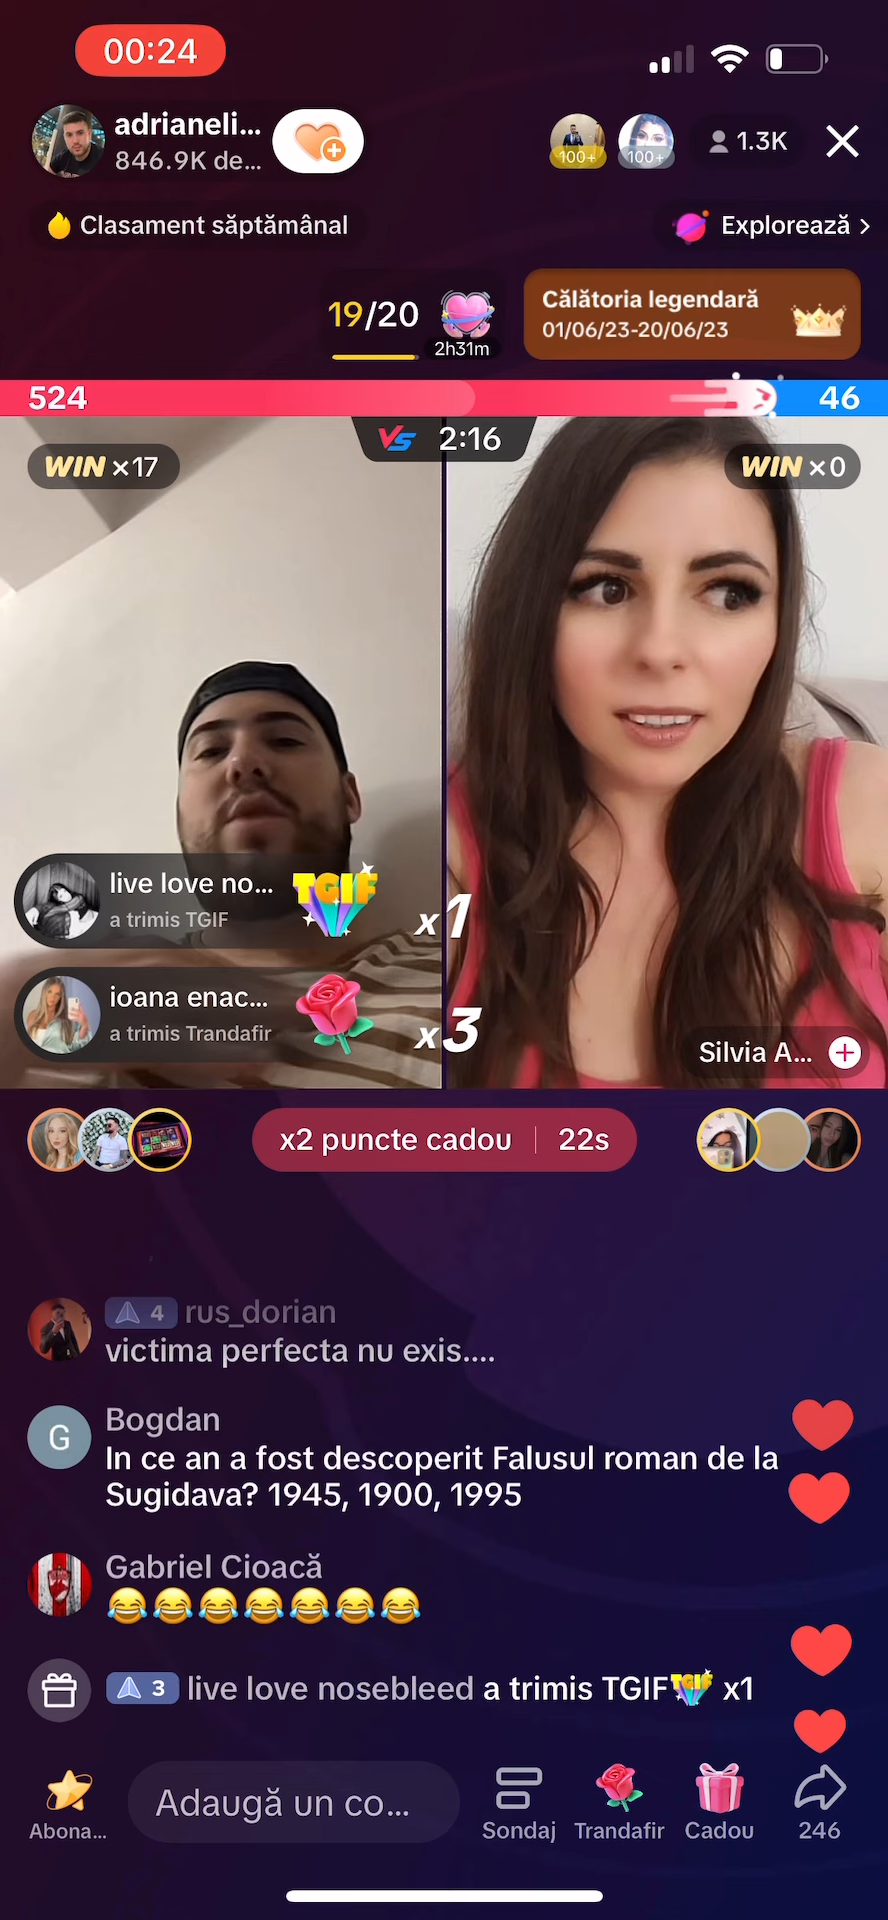 00:24
adrianeli...
846.9K de...
100+
100+
1.3K
Clasament săptămânal
Explorează >
19/20
2h31m
Călătoria legendară
01/06/23-20/06/23
524
46
VS 2:16
WIN x17
WIN x0
live love no...
a trimis TGIF
TGIF
x1
ioana enac...
a trimis Trandafir
x3
Silvia A...
x2 puncte cadou | 22s
4 rus_dorian
victima perfecta nu exis....
G
Bogdan
In ce an a fost descoperit Falusul roman de la
Sugidava? 1945, 1900, 1995
Gabriel Cioacă
😂😂😂😂😂😂😂
3 live love nosebleed a trimis TGIF TGIF x1
Abona...
Adaugă un co...
Sondaj
Trandafir
Cadou
246